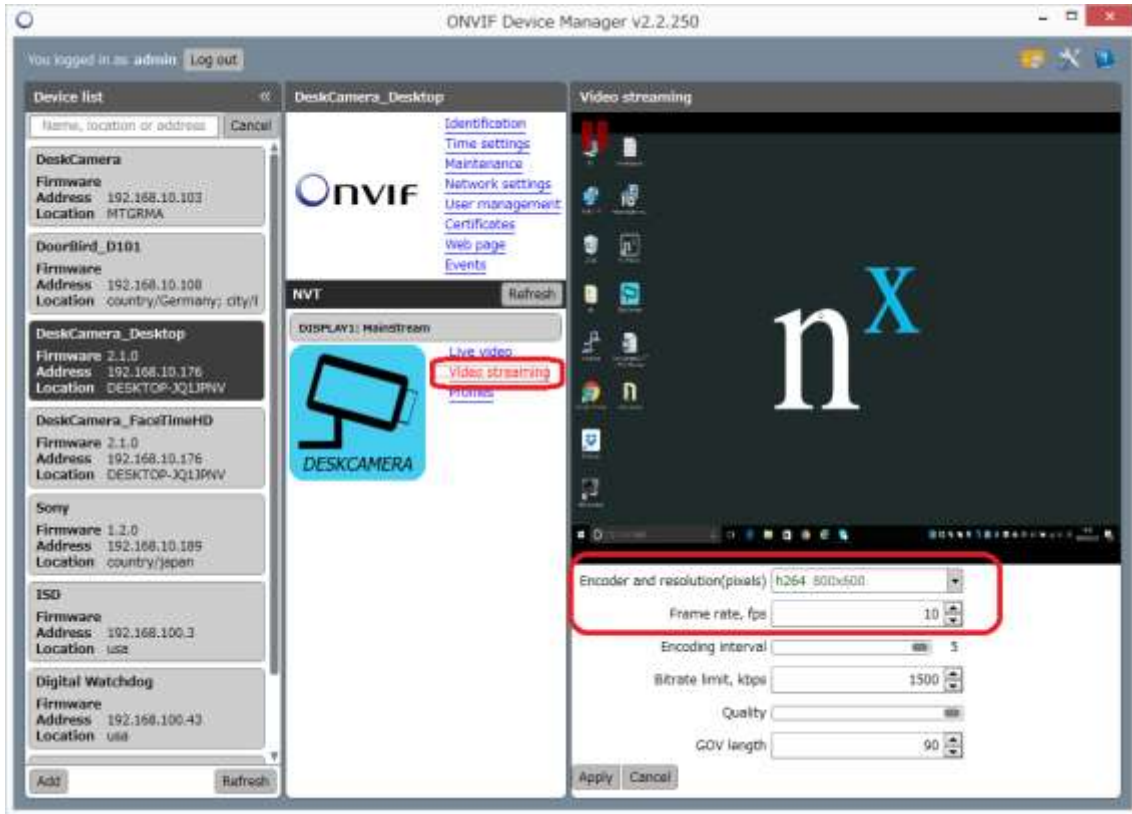 ONVIF Device Manager v2.2.250
You logged in as admin Log out
Device list
Name, location or address Cancel
DeskCamera
Firmware
Address 192.168.10.103
Location MTGRMA
DoorBird_D101
Firmware
Address 192.168.10.108
Location country/Germany; city/
DeskCamera_Desktop
Firmware 2.1.0
Address 192.168.10.176
Location DESKTOP-JQ1JPNV
DeskCamera_FaceTimeHD
Firmware 2.1.0
Address 192.168.10.176
Location DESKTOP-JQ1JPNV
Sony
Firmware 1.2.0
Address 192.168.10.189
Location country/japan
ISD
Firmware
Address 192.168.100.3
Location usa
Digital Watchdog
Firmware
Address 192.168.100.43
Location usa
Add Refresh
DeskCamera_Desktop
ONVIF
Identification
Time settings
Maintenance
Network settings
User management
Certificates
Web page
Events
NVT Refresh
DISPLAY1: MainStream
DESKCAMERA
Live video
Video streaming
Profiles
Video streaming
nx
Encoder and resolution(pixels) h264 800x600
Frame rate, fps 10
Encoding interval 5
Bitrate limit, kbps 1500
Quality
GOV length 90
Apply Cancel